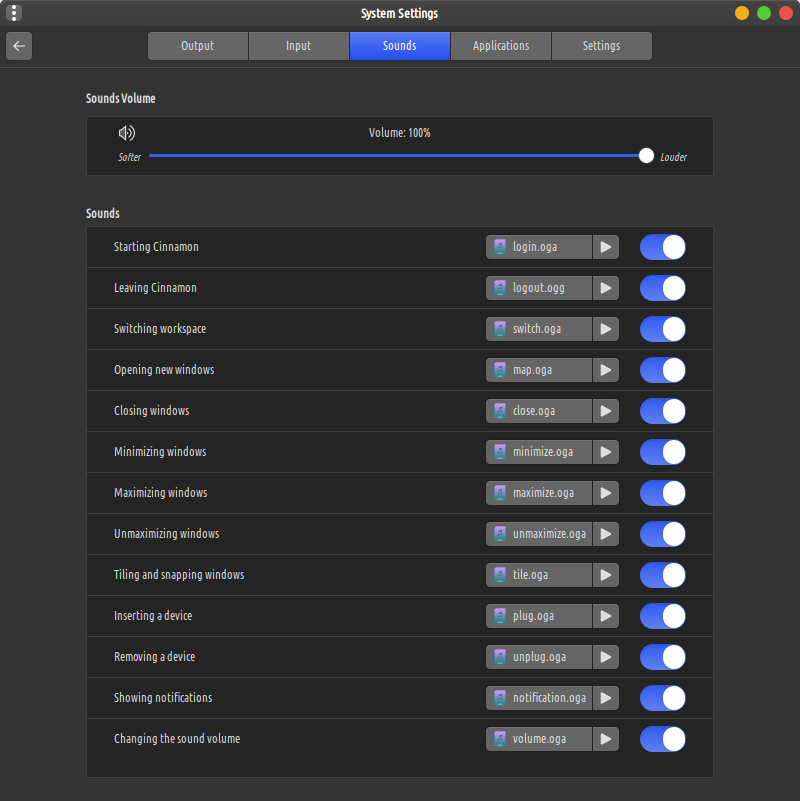 System Settings
Output Input Sounds Applications Settings
Sounds Volume
Volume: 100%
Softer Louder
Sounds
Starting Cinnamon login.oga
Leaving Cinnamon logout.ogg
Switching workspace switch.oga
Opening new windows map.oga
Closing windows close.oga
Minimizing windows minimize.oga
Maximizing windows maximize.oga
Unmaximizing windows unmaximize.oga
Tiling and snapping windows tile.oga
Inserting a device plug.oga
Removing a device unplug.oga
Showing notifications notification.oga
Changing the sound volume volume.oga